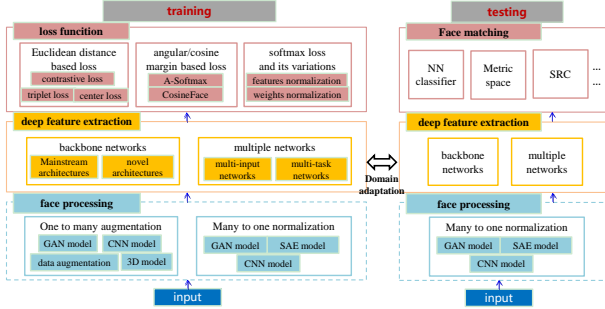 training
testing
loss funcition
Euclidean distance
based loss
contrastive loss
triplet loss
center loss
angular/cosine
margin based loss
A-Softmax
CosineFace
softmax loss
and its variations
features normalization
weights normalization
Face matching
NN
classifier
Metric
space
SRC
...
...
deep feature extraction
backbone networks
Mainstream
architectures
novel
architectures
multiple networks
multi-input
networks
multi-task
networks
Domain
adaptation
deep feature extraction
backbone
networks
multiple
networks
face processing
One to many augmentation
GAN model
CNN model
data augmentation
3D model
Many to one normalization
GAN model
SAE model
CNN model
face processing
Many to one normalization
GAN model
SAE model
CNN model
input
input